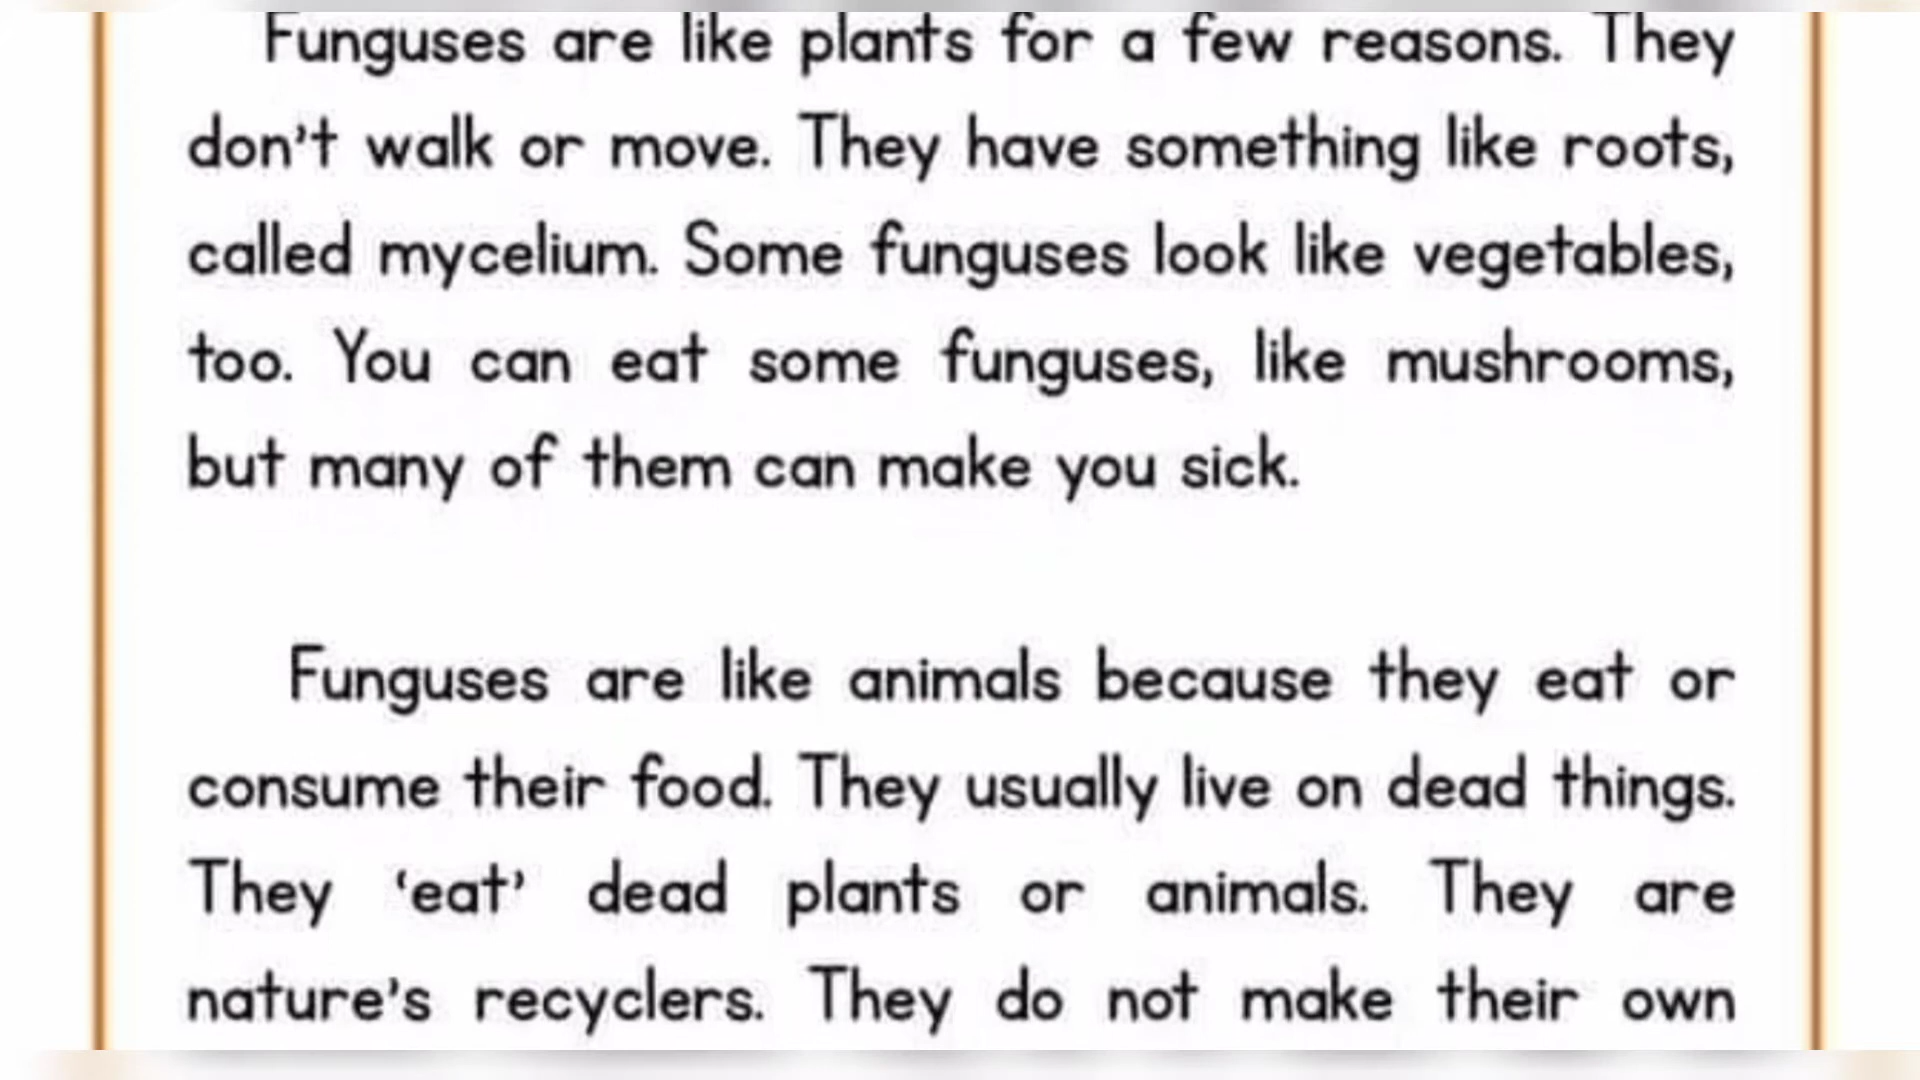 Funguses are like plants for a few reasons. They
don't walk or move. They have something like roots,
called mycelium. Some funguses look like vegetables,
too. You can eat some funguses, like mushrooms,
but many of them can make you sick.
Funguses are like animals because they eat or
consume their food. They usually live on dead things.
They ‘eat’ dead plants or animals. They are
nature's recyclers. They do not make their own